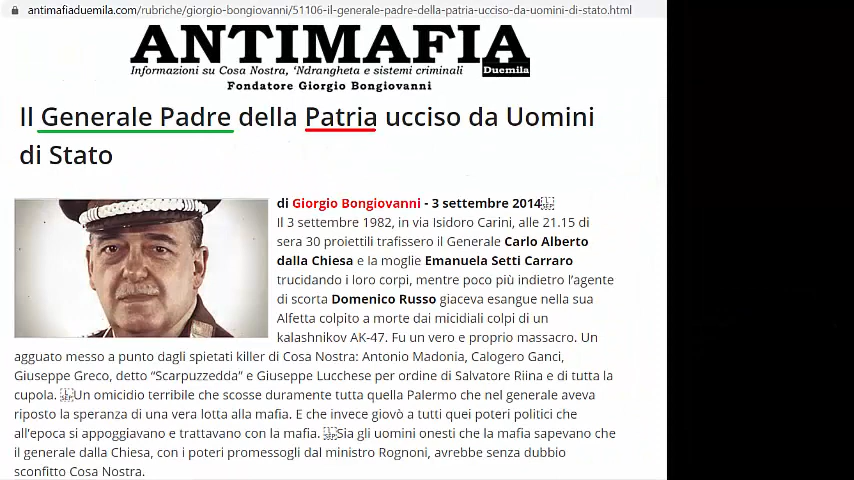 antimafiaduemila.com/rubriche/giorgio-bongiovanni/51106-il-generale-padre-della-patria-ucciso-da-uomini-di-stato.html
ANTIMAFIA
Informazioni su Cosa Nostra, ‘Ndrangheta e sistemi criminali Duemila
Fondatore Giorgio Bongiovanni
Il Generale Padre della Patria ucciso da Uomini
di Stato
di Giorgio Bongiovanni - 3 settembre 2014
Il 3 settembre 1982, in via Isidoro Carini, alle 21.15 di
sera 30 proiettili trafissero il Generale Carlo Alberto
dalla Chiesa e la moglie Emanuela Setti Carraro
trucidando i loro corpi, mentre poco più indietro l’agente
di scorta Domenico Russo giaceva esangue nella sua
Alfetta colpito a morte dai micidiali colpi di un
kalashnikov AK-47. Fu un vero e proprio massacro. Un
agguato messo a punto dagli spietati killer di Cosa Nostra: Antonio Madonia, Calogero Ganci,
Giuseppe Greco, detto “Scarpuzzedda” e Giuseppe Lucchese per ordine di Salvatore Riina e di tutta la
cupola. Un omicidio terribile che scosse duramente tutta quella Palermo che nel generale aveva
riposto la speranza di una vera lotta alla mafia. E che invece giovò a tutti quei poteri politici che
all’epoca si appoggiavano e trattavano con la mafia. Sia gli uomini onesti che la mafia sapevano che
il generale dalla Chiesa, con i poteri promessogli dal ministro Rognoni, avrebbe senza dubbio
sconfitto Cosa Nostra.